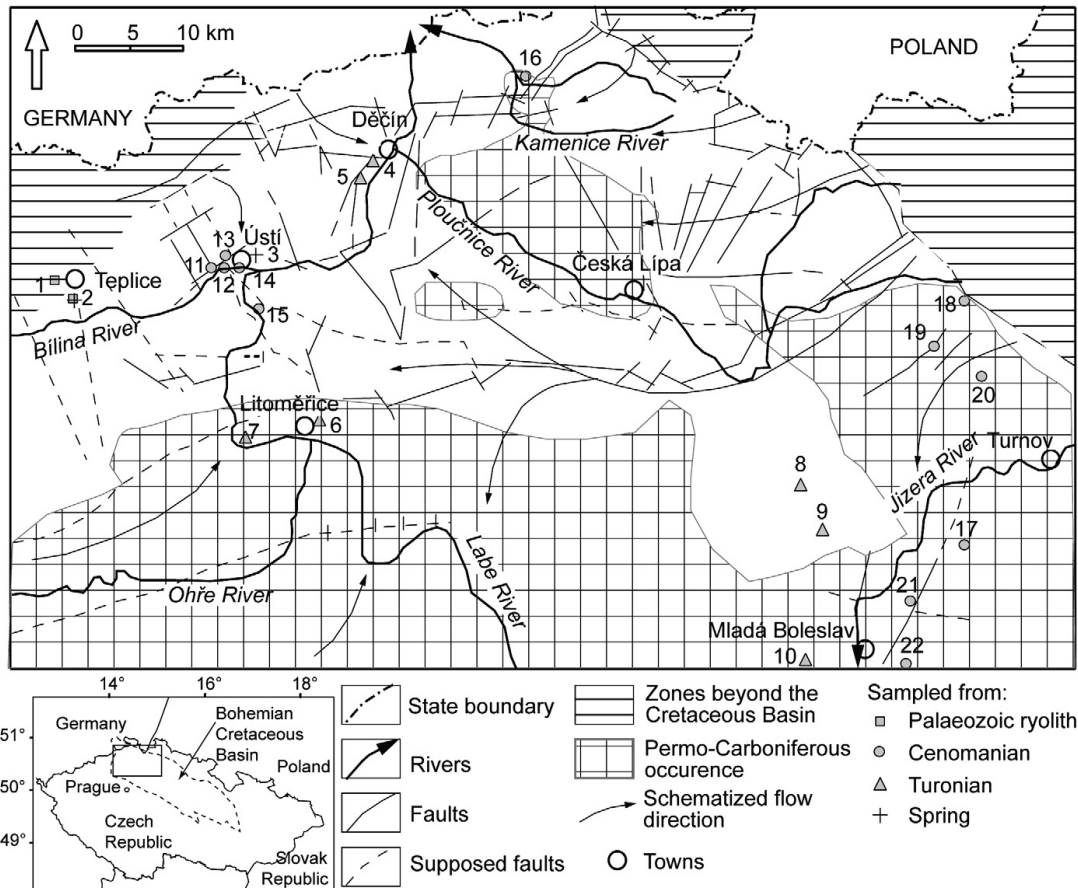 0 5 10 km
POLAND
GERMANY
16
Děčín
Kamenice River
4
5
Ploučnice River
13
Ústí
3
11
12
14
1
Teplice
2
Česká Lípa
15
18
Bílina River
19
20
Litoměřice
7
6
Turnov
8
Jizera River
9
17
Labe River
Ohře River
21
Mladá Boleslav
10
22
14° 16° 18°
Germany
Bohemian
Cretaceous
Basin
51°
Poland
50°
Prague
Czech
Republic
49°
Slovak
Republic
State boundary
Rivers
Faults
Supposed faults
Zones beyond the
Cretaceous Basin
Permo-Carboniferous
occurence
Schematized flow
direction
Towns
Sampled from:
Palaeozoic ryolith
Cenomanian
Turonian
Spring